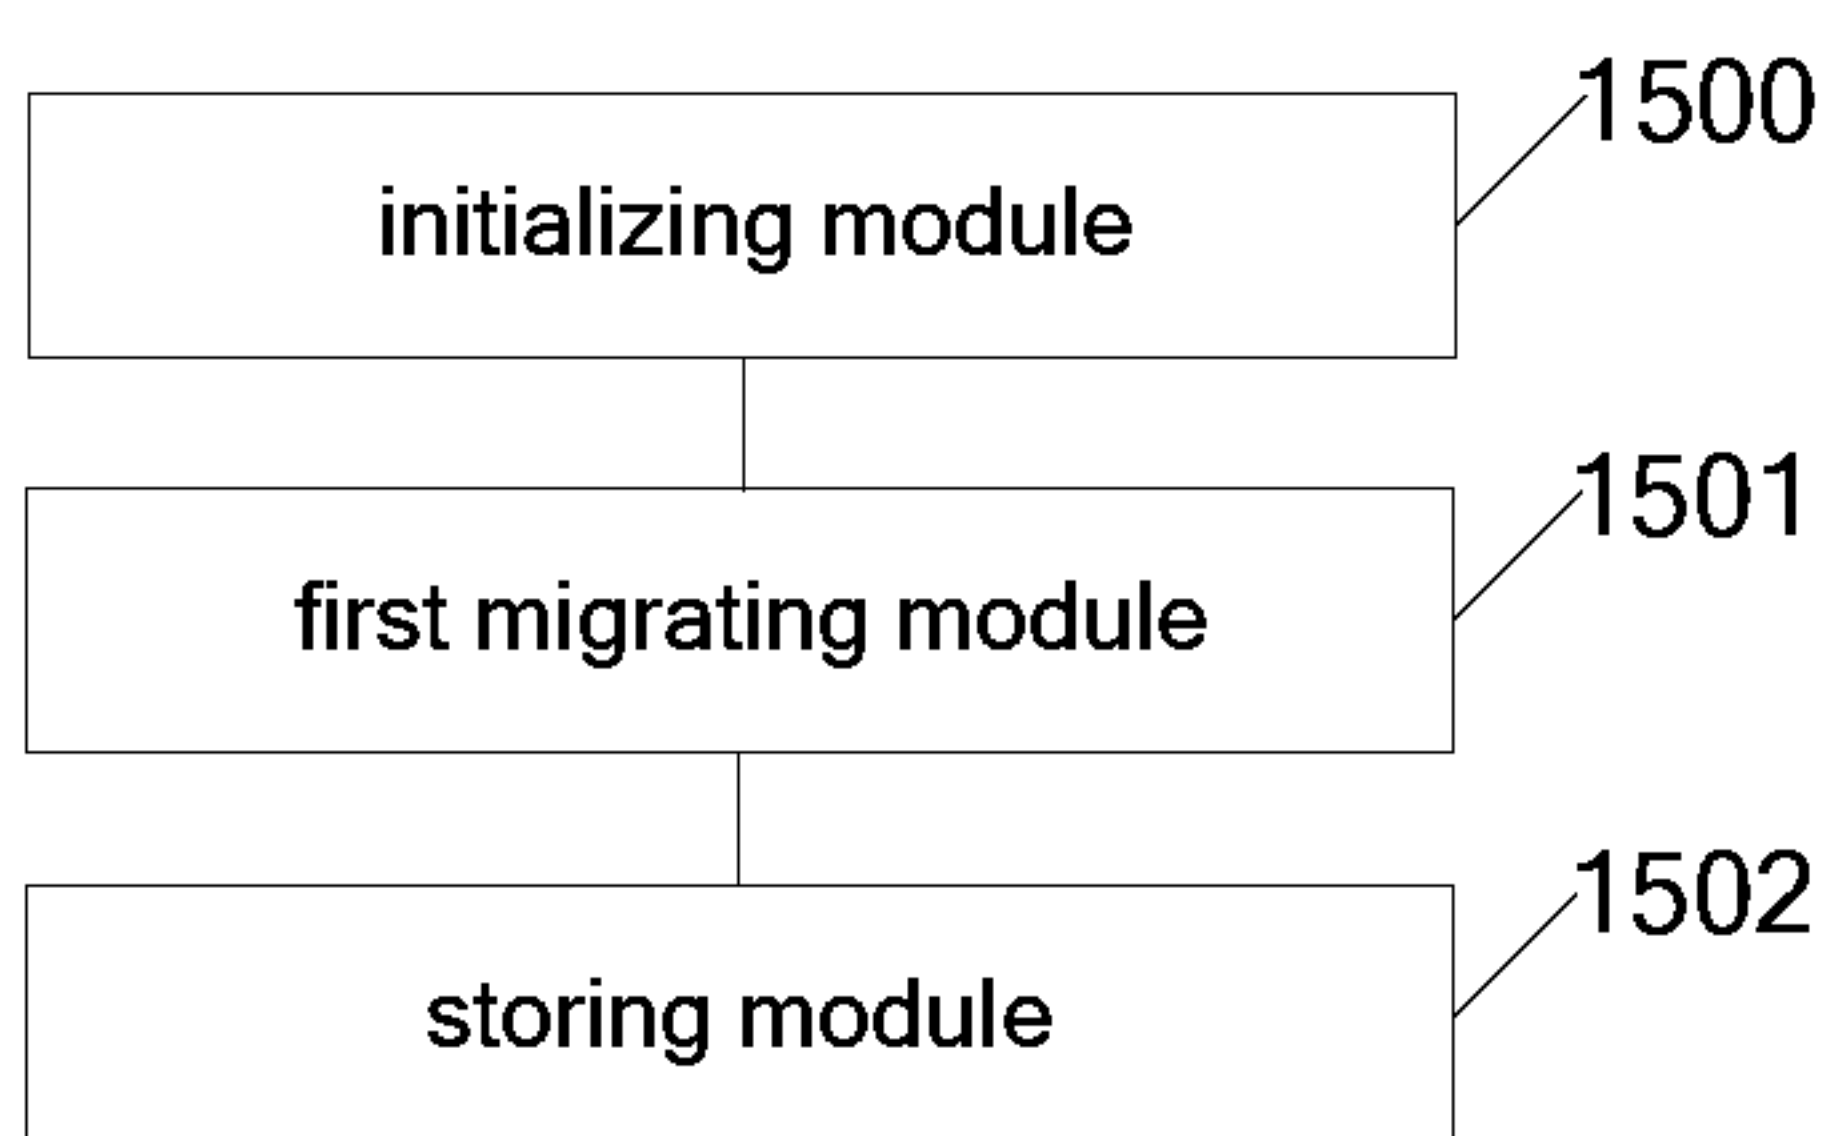 1500
initializing module
1501
first migrating module
1502
storing module